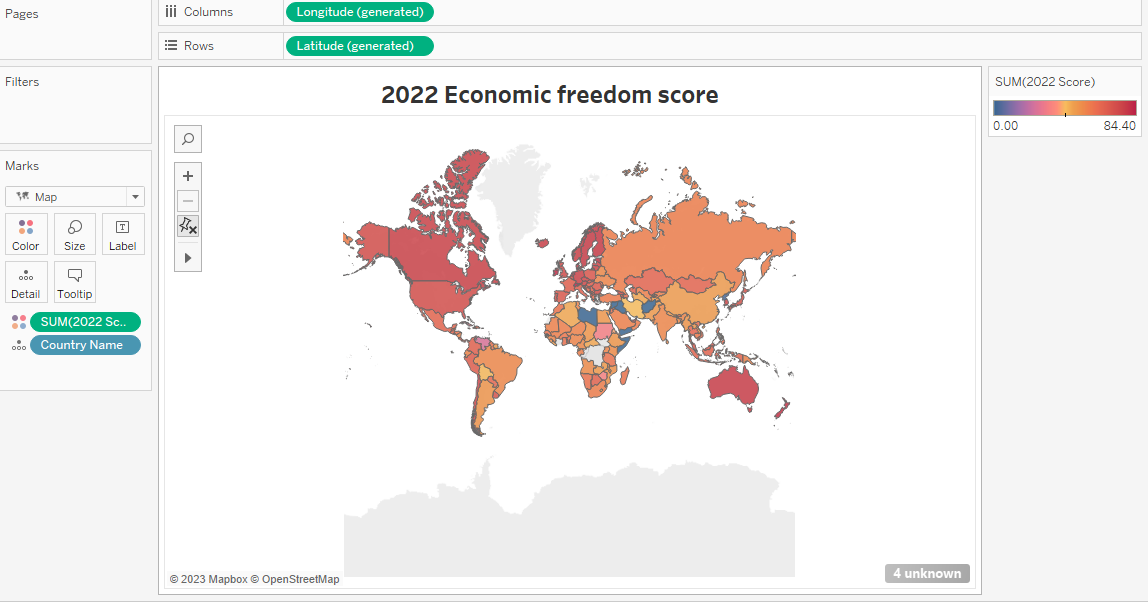 Pages
Columns
Longitude (generated)
Rows
Latitude (generated)
Filters
Marks
Map
Color
Size
Label
Detail
Tooltip
SUM(2022 Sc..
Country Name
2022 Economic freedom score
© 2023 Mapbox © OpenStreetMap
4 unknown
SUM(2022 Score)
0.00 84.40